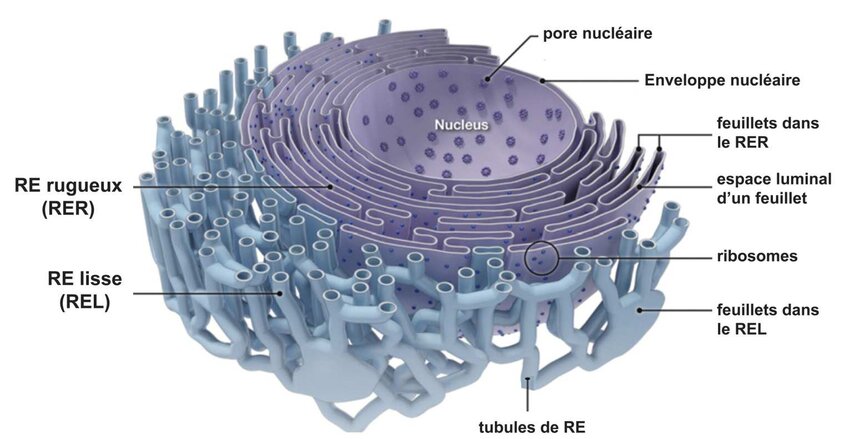 pore nucléaire
Enveloppe nucléaire
Nucleus
feuillets dans
le RER
RE rugueux
(RER)
espace luminal
d’un feuillet
ribosomes
RE lisse
(REL)
feuillets dans
le REL
tubules de RE